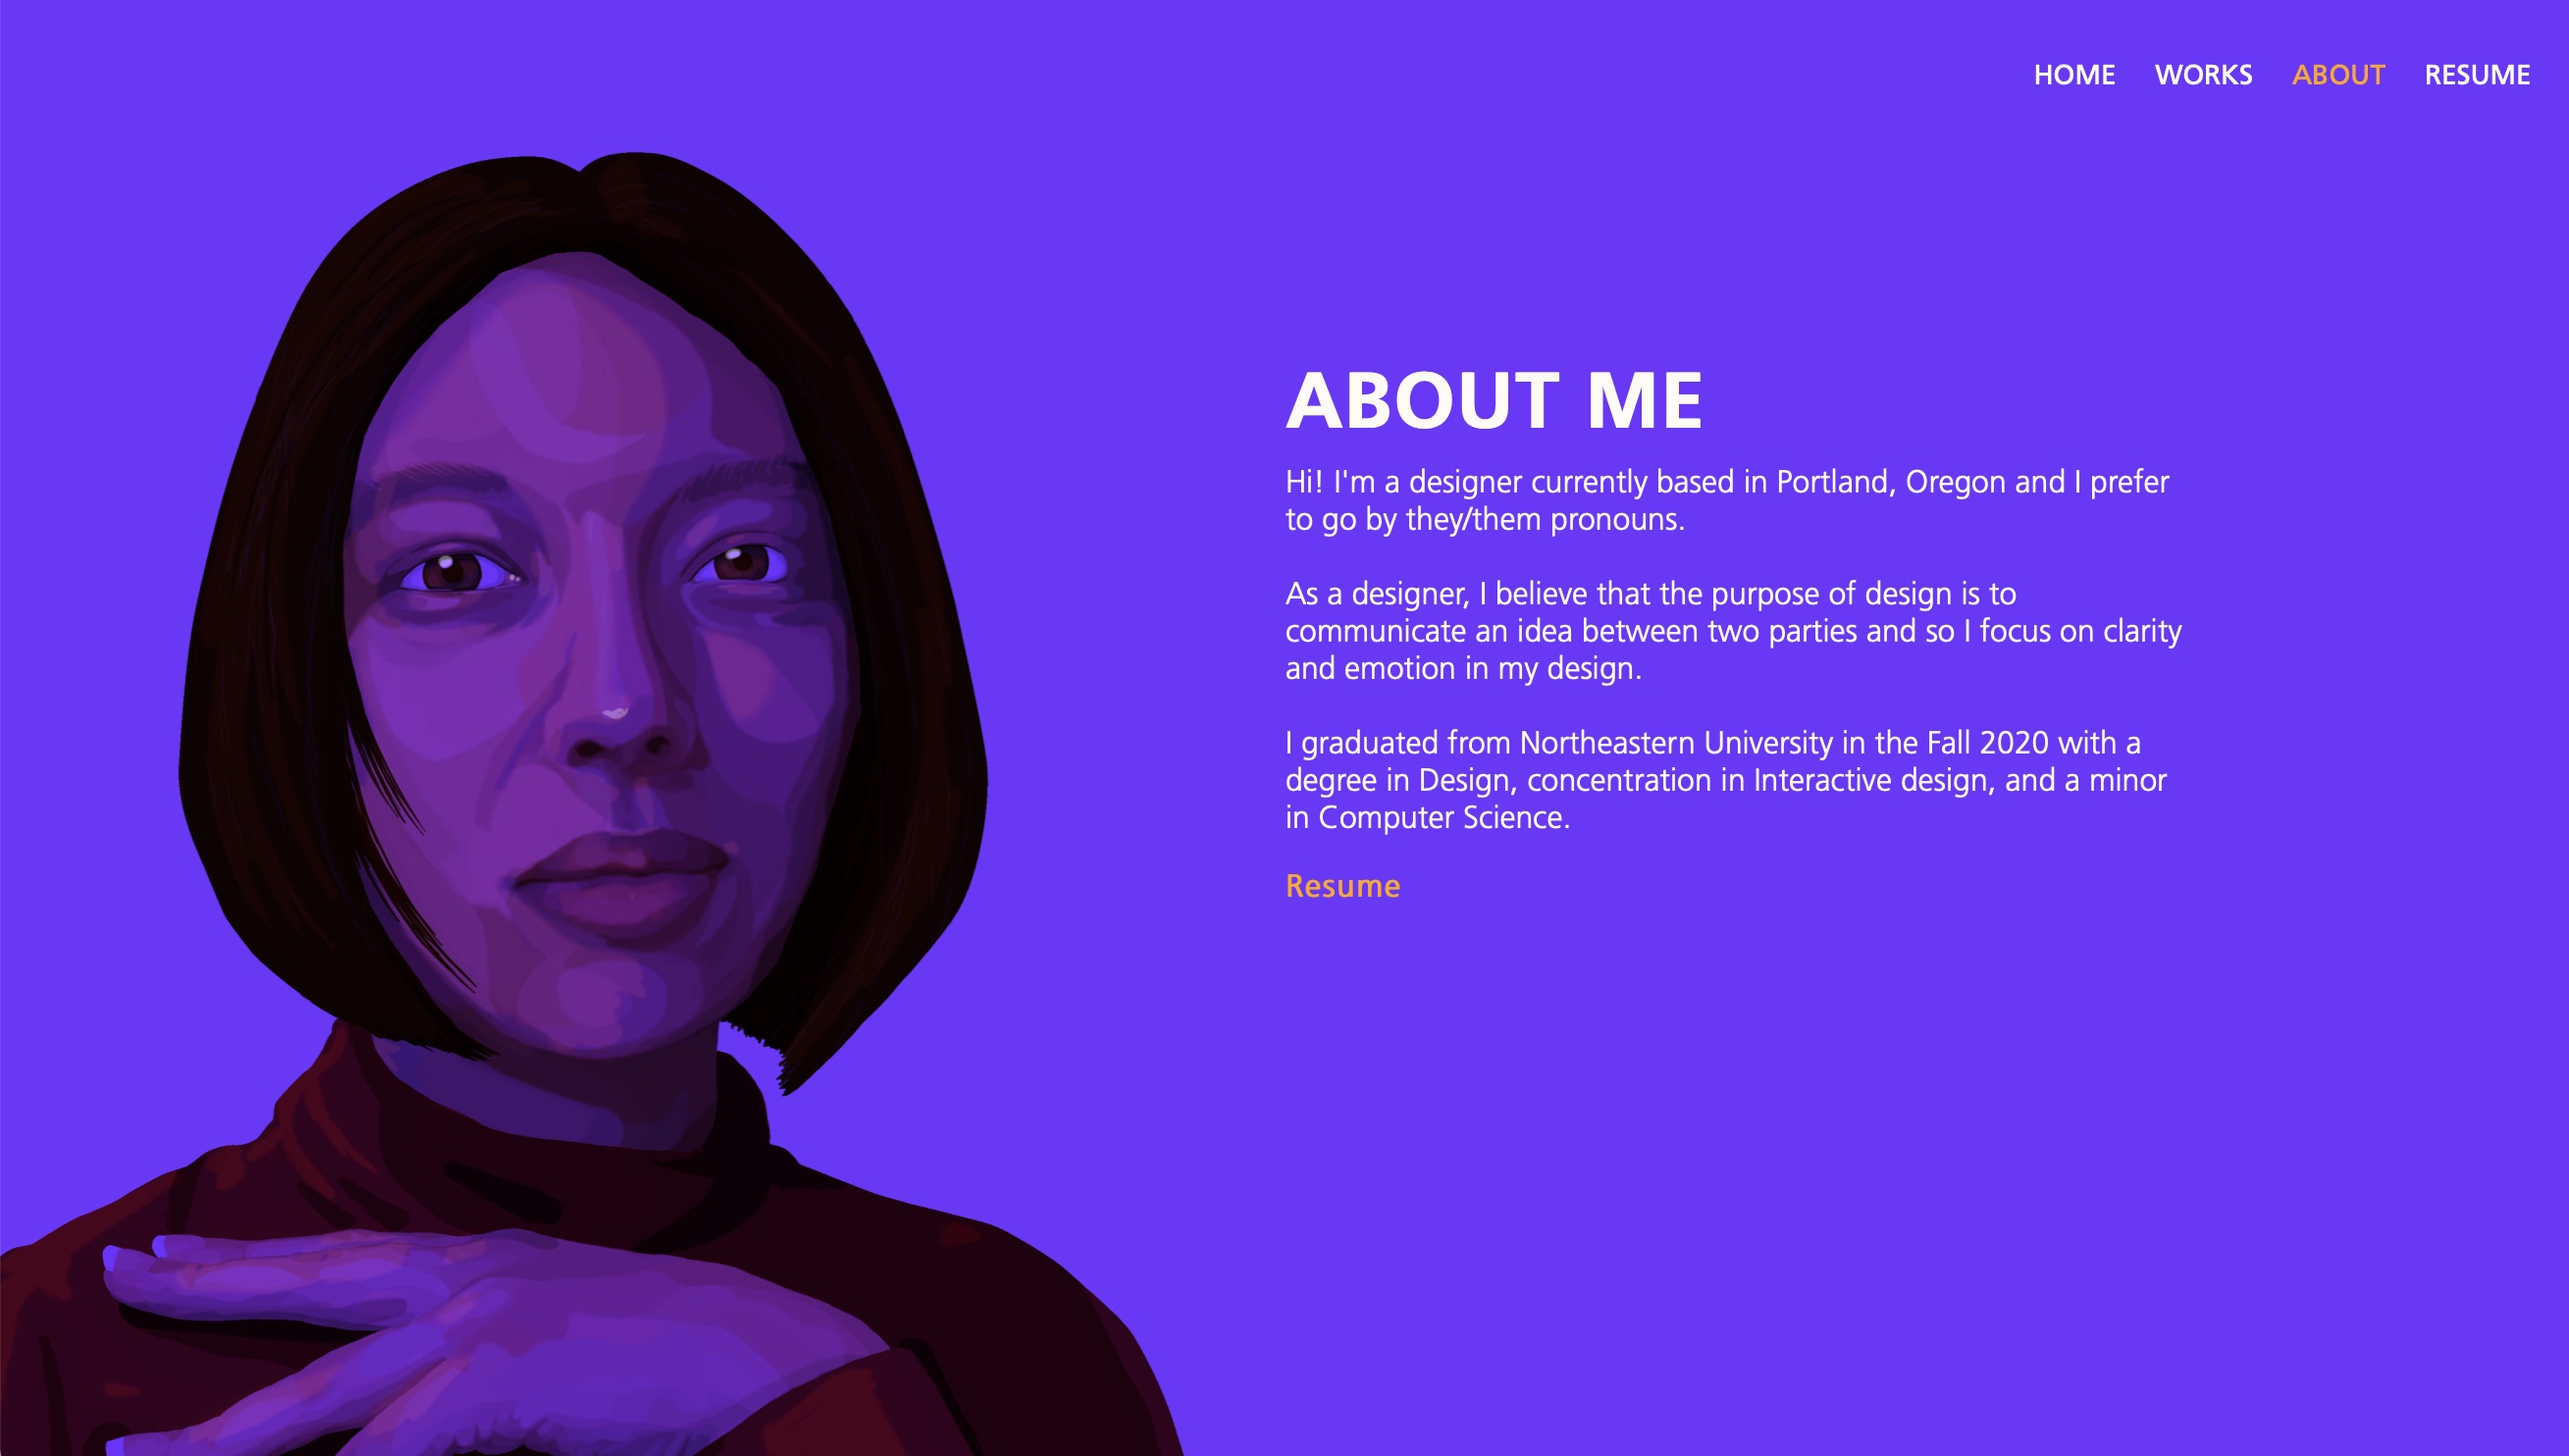 HOME WORKS ABOUT RESUME
ABOUT ME
Hi! I'm a designer currently based in Portland, Oregon and I prefer
to go by they/them pronouns.
As a designer, I believe that the purpose of design is to
communicate an idea between two parties and so I focus on clarity
and emotion in my design.
I graduated from Northeastern University in the Fall 2020 with a
degree in Design, concentration in Interactive design, and a minor
in Computer Science.
Resume